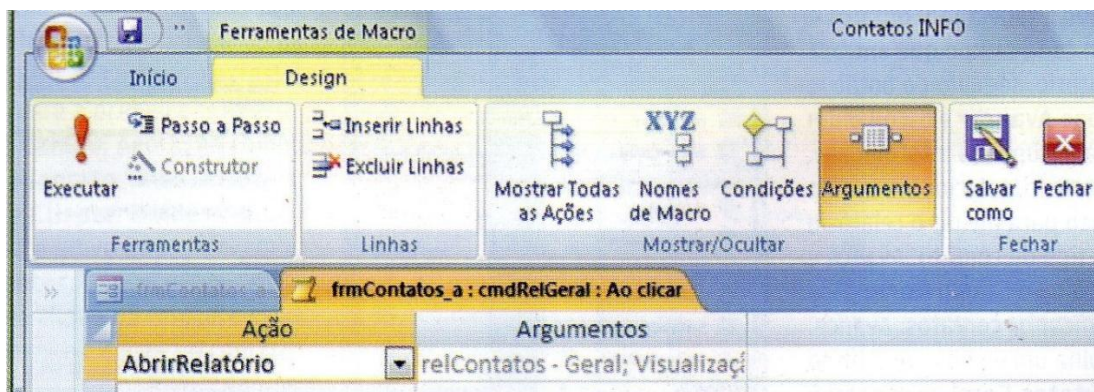 Ferramentas de Macro
Contatos INFO
Início Design
Executar
Passo a Passo
Construtor
Inserir Linhas
Excluir Linhas
Mostrar Todas as Ações
Nomes de Macro
Condições
Argumentos
Salvar como
Fechar
Ferramentas Linhas Mostrar/Ocultar Fechar
frmContatos_a frmContatos_a : cmdRelGeral : Ao clicar
Ação Argumentos
AbrirRelatório relContatos - Geral; Visualizaçã